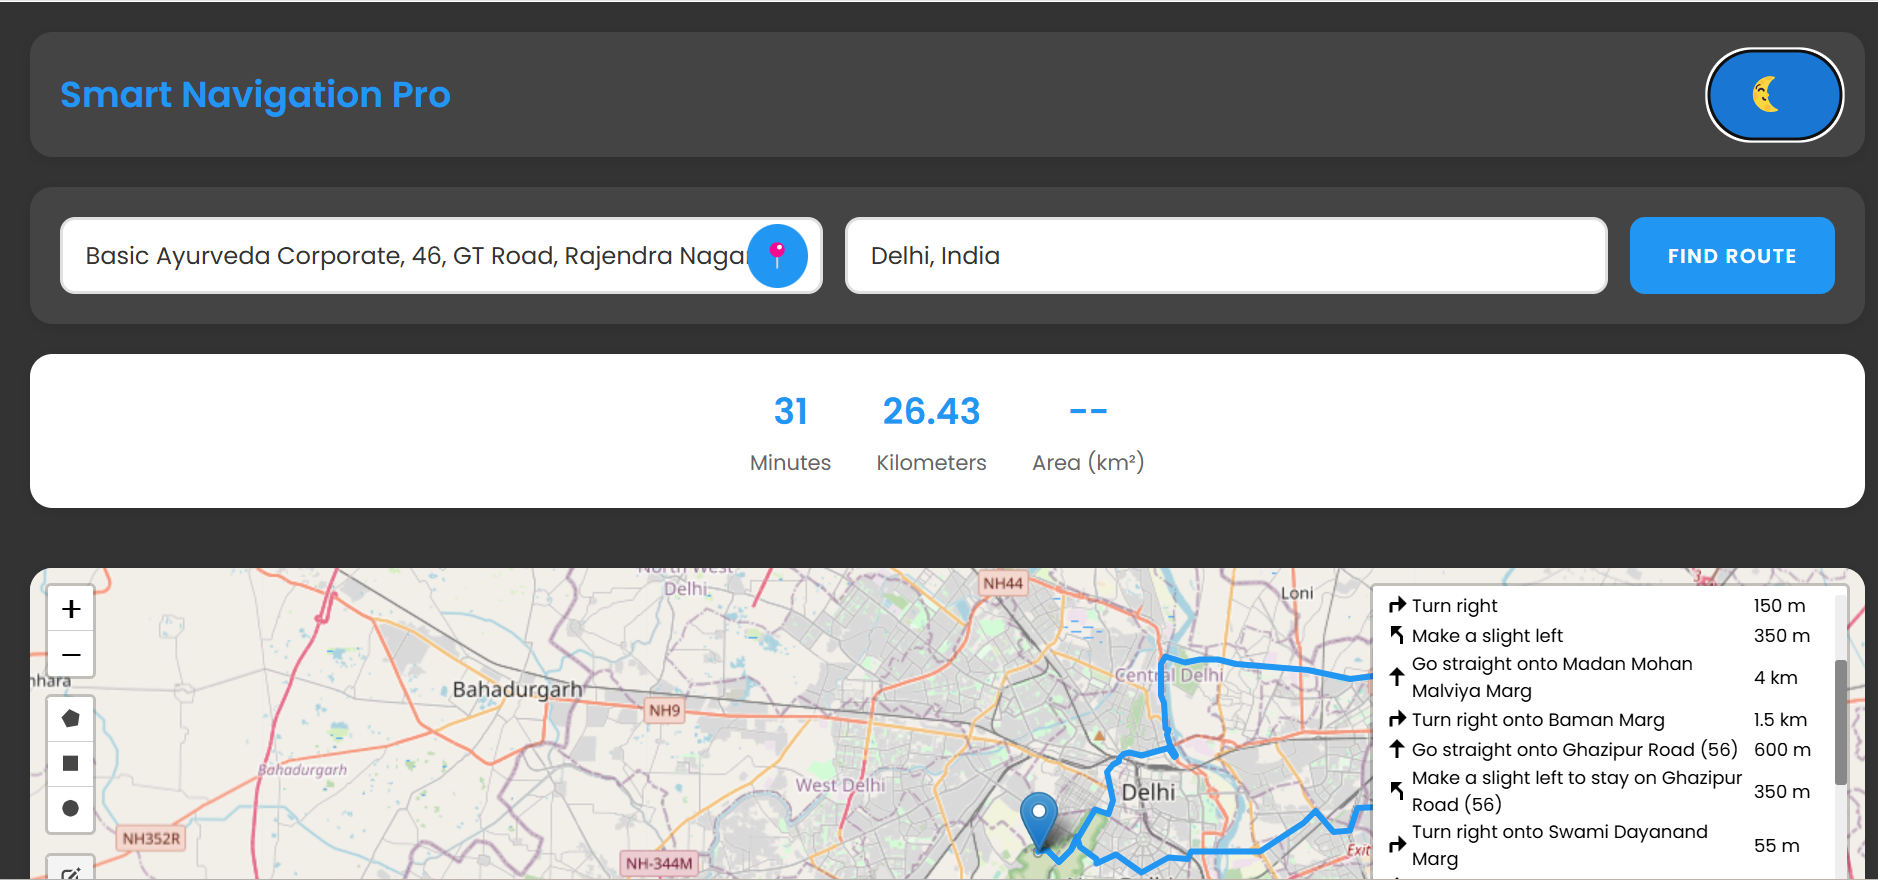 Smart Navigation Pro
Basic Ayurveda Corporate, 46, GT Road, Rajendra Nagar
Delhi, India
FIND ROUTE
31
26.43
--
Minutes
Kilometers
Area (km²)
+
−
Delhi
NH44
Loni
Central Delhi
Bahadurgarh
NH9
Bahadurgarh
West Delhi
Delhi
NH352R
NH-344M
Exit
Turn right 150 m
Make a slight left 350 m
Go straight onto Madan Mohan
Malviya Marg 4 km
Turn right onto Baman Marg 1.5 km
Go straight onto Ghazipur Road (56) 600 m
Make a slight left to stay on Ghazipur
Road (56) 350 m
Turn right onto Swami Dayanand
Marg 55 m